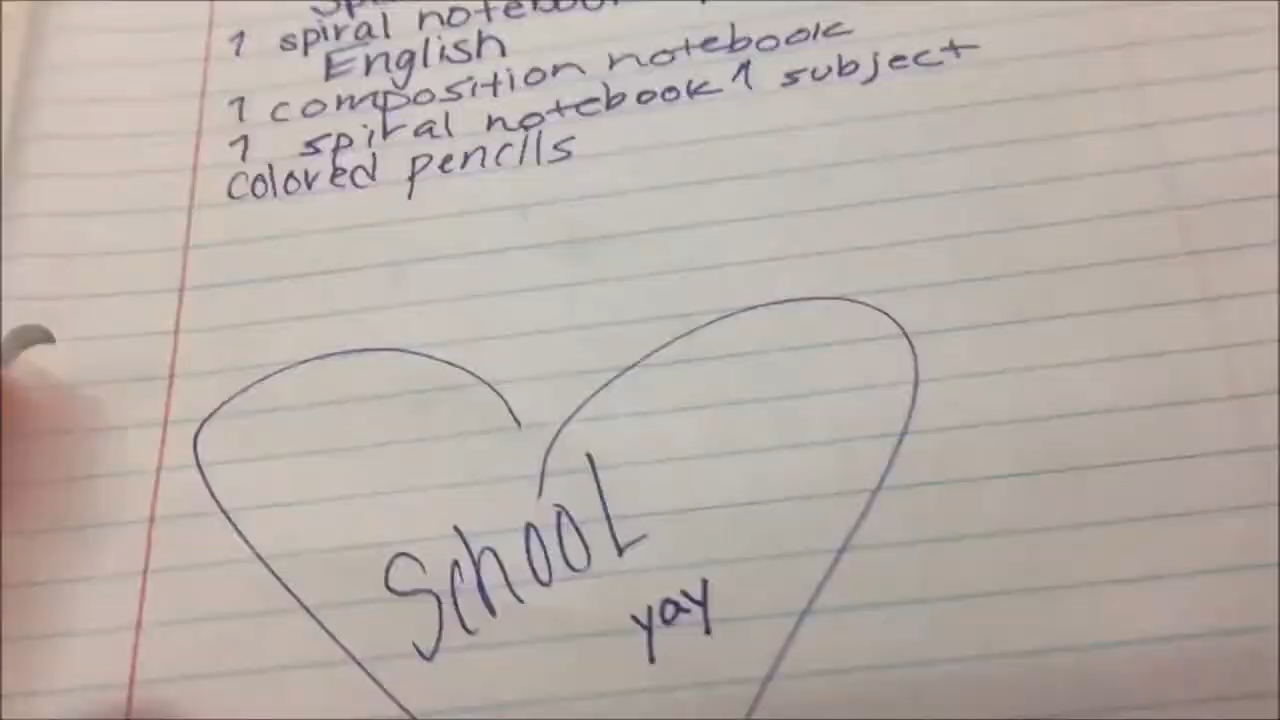 1 spiral notebook
English
1 composition notebook
1 spiral notebook 1 subject
colored pencils
SchooL
yay